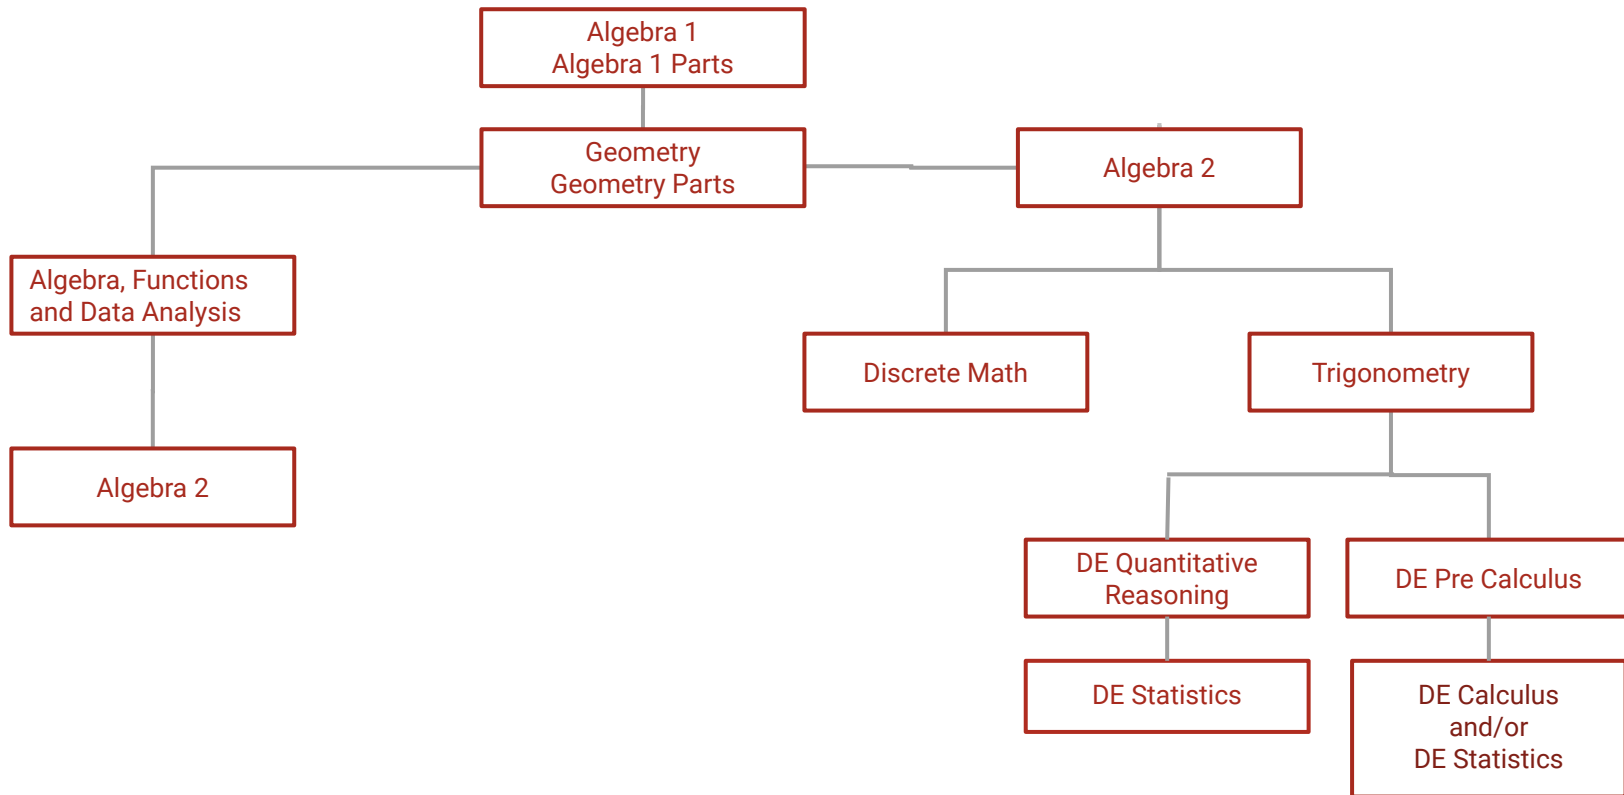 Algebra 1
Algebra 1 Parts
Geometry
Geometry Parts
Algebra 2
Algebra, Functions
and Data Analysis
Discrete Math
Trigonometry
Algebra 2
DE Quantitative
Reasoning
DE Pre Calculus
DE Statistics
DE Calculus
and/or
DE Statistics